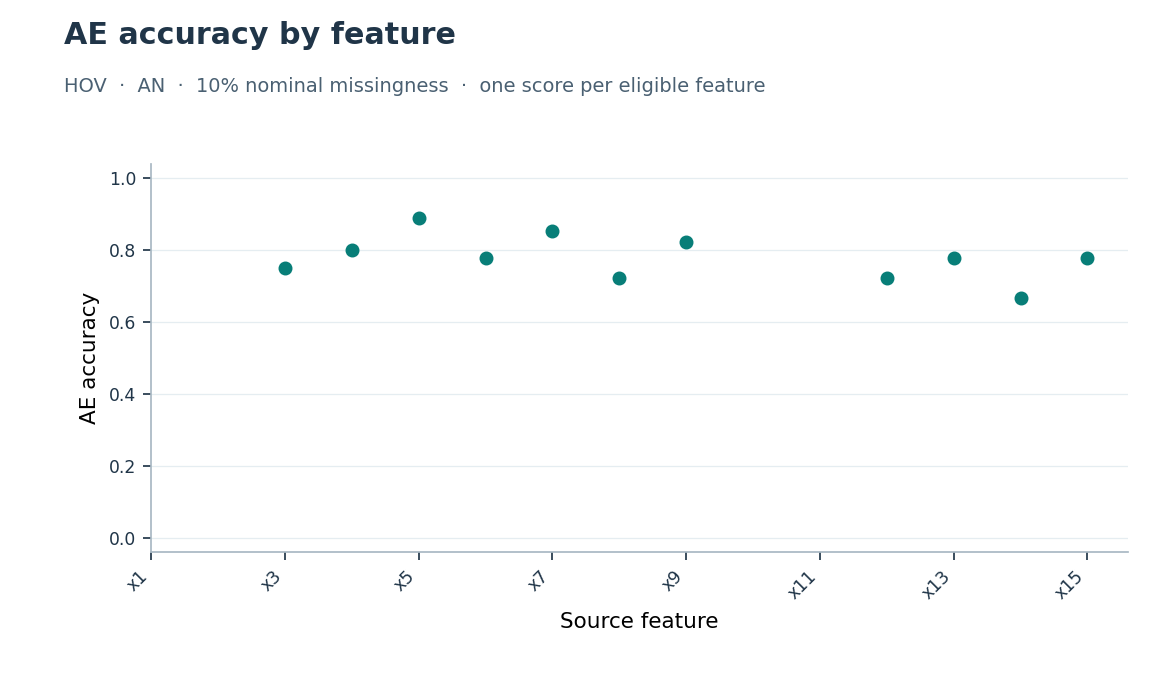 AE accuracy by feature
HOV · AN · 10% nominal missingness · one score per eligible feature
1.0
0.8
0.6
0.4
0.2
0.0
AE accuracy
x1 x3 x5 x7 x9 x11 x13 x15
Source feature